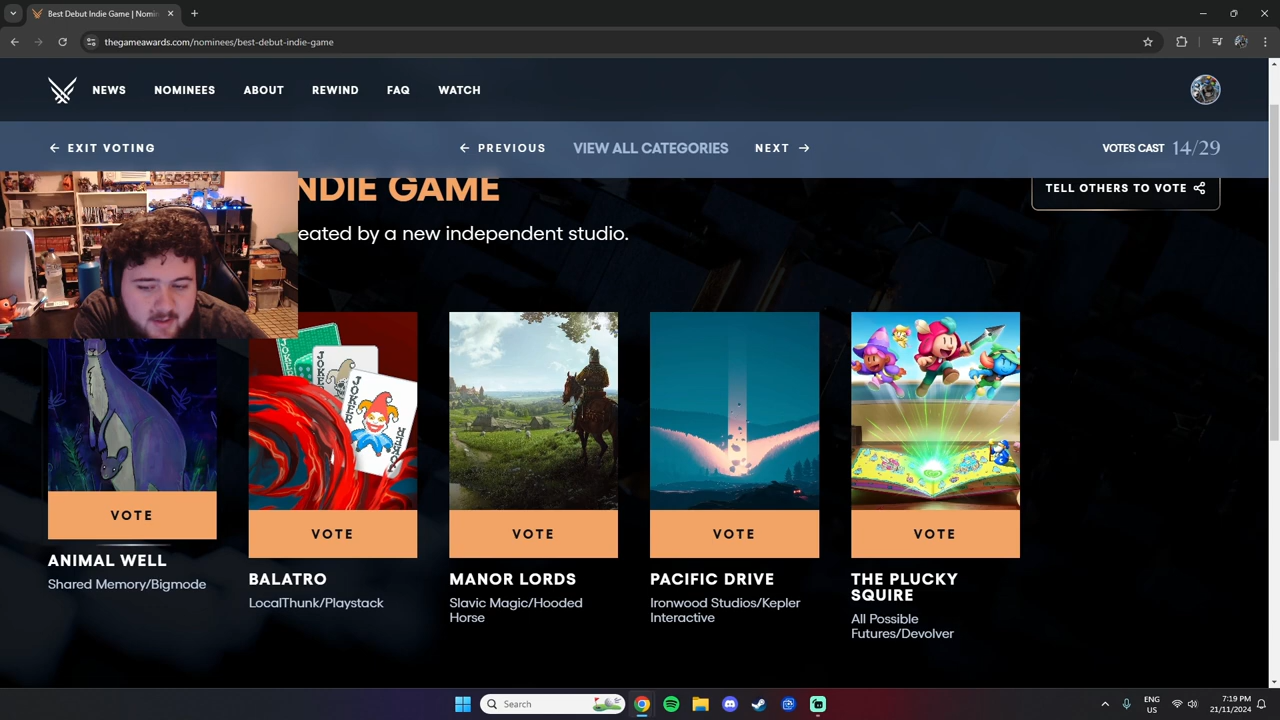 Best Debut Indie Game | Nomin
thegameawards.com/nominees/best-debut-indie-game
NEWS
NOMINEES
ABOUT
REWIND
FAQ
WATCH
EXIT VOTING
PREVIOUS
VIEW ALL CATEGORIES
NEXT
VOTES CAST 14/29
NDIE GAME
TELL OTHERS TO VOTE
eated by a new independent studio.
JOKER
JOKER
JOKER
JOKER
VOTE
VOTE
VOTE
VOTE
VOTE
ANIMAL WELL
Shared Memory/Bigmode
BALATRO
LocalThunk/Playstack
MANOR LORDS
Slavic Magic/Hooded
Horse
PACIFIC DRIVE
Ironwood Studios/Kepler
Interactive
THE PLUCKY
SQUIRE
All Possible
Futures/Devolver
Search
ENG
US
7:19 PM
21/11/2024